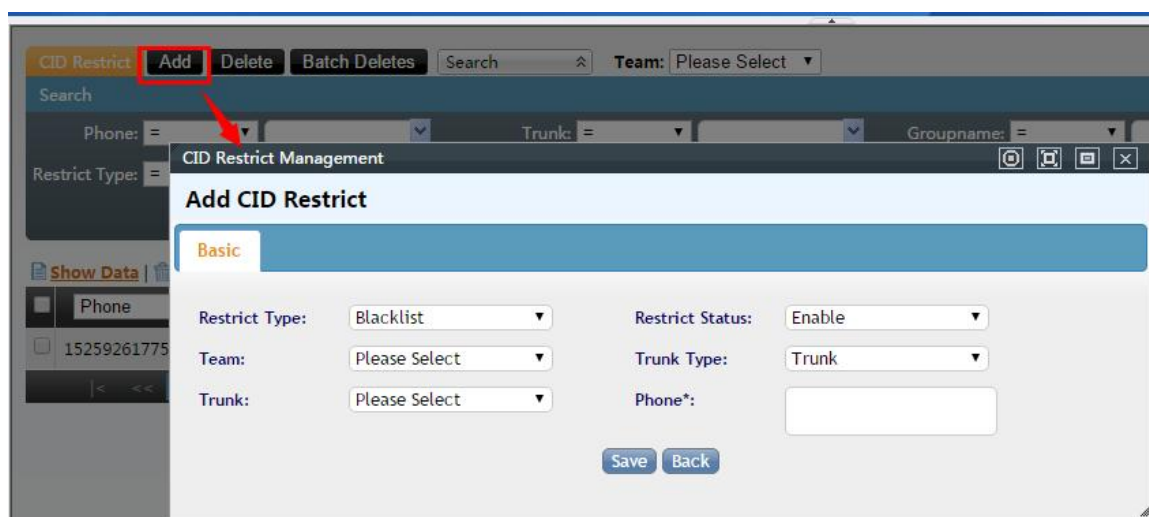 CID Restrict Add Delete Batch Deletes Search Team: Please Select
Search
Phone: = Trunk: = Groupname: =
Restrict Type: =
CID Restrict Management
Add CID Restrict
Basic
Show Data |
Phone
15259261775
|< <<
Restrict Type: Blacklist Restrict Status: Enable
Team: Please Select Trunk Type: Trunk
Trunk: Please Select Phone*:
Save Back